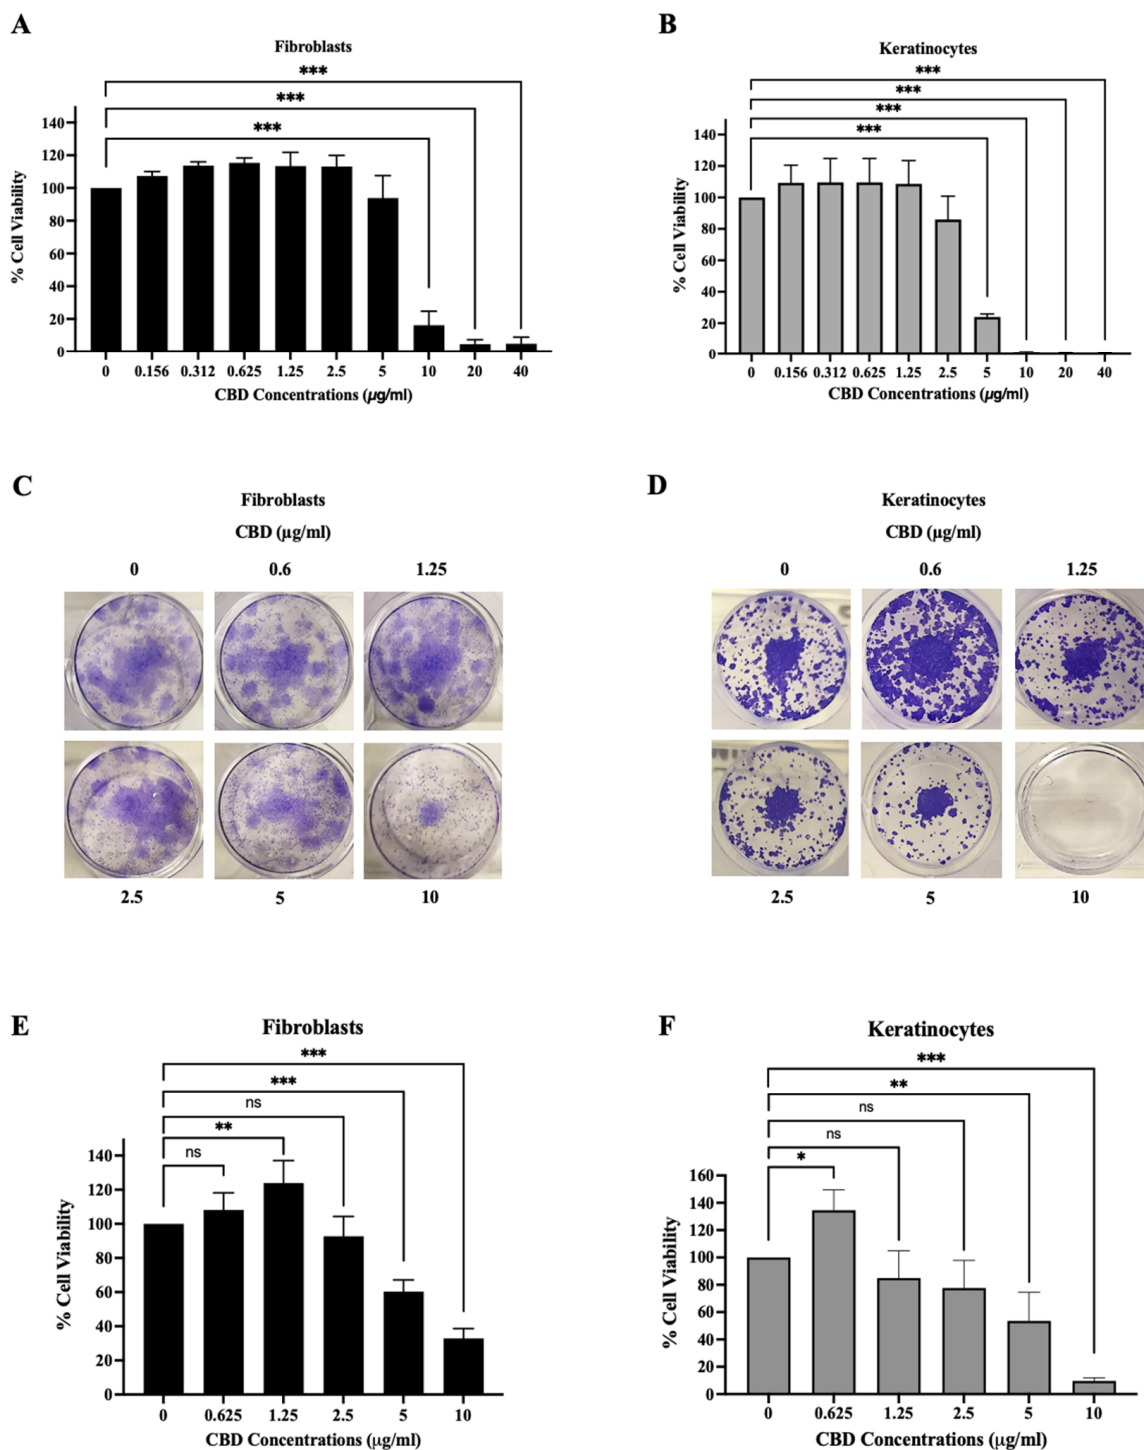 A
Fibroblasts
***
***
***
% Cell Viability
140
120
100
80
60
40
20
0
0 0.156 0.312 0.625 1.25 2.5 5 10 20 40
CBD Concentrations (µg/ml)
B
Keratinocytes
***
***
***
***
% Cell Viability
140
120
100
80
60
40
20
0
0 0.156 0.312 0.625 1.25 2.5 5 10 20 40
CBD Concentrations (µg/ml)
C
Fibroblasts
CBD (µg/ml)
0 0.6 1.25
2.5 5 10
D
Keratinocytes
CBD (µg/ml)
0 0.6 1.25
2.5 5 10
E
Fibroblasts
***
***
ns
**
ns
% Cell Viability
140
120
100
80
60
40
20
0
0 0.625 1.25 2.5 5 10
CBD Concentrations (µg/ml)
F
Keratinocytes
***
**
ns
ns
*
% Cell Viability
160
140
120
100
80
60
40
20
0
0 0.625 1.25 2.5 5 10
CBD Concentrations (µg/ml)